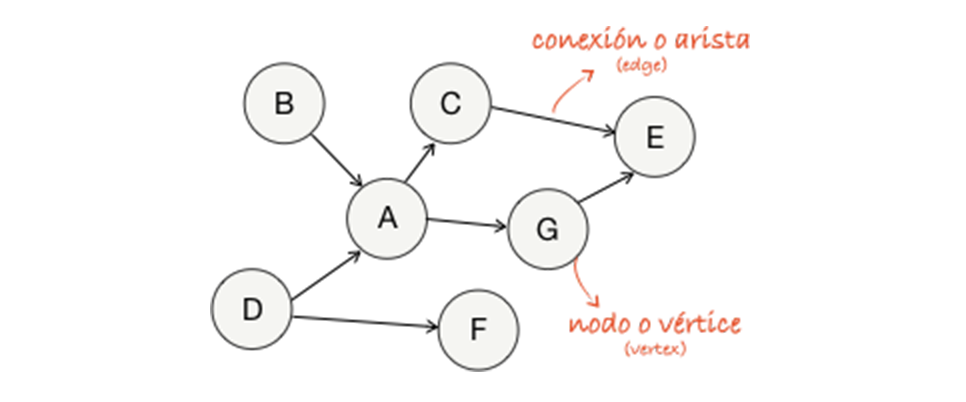 conexión o arista
(edge)
B
C
E
A
G
D
F
nodo o vértice
(vertex)